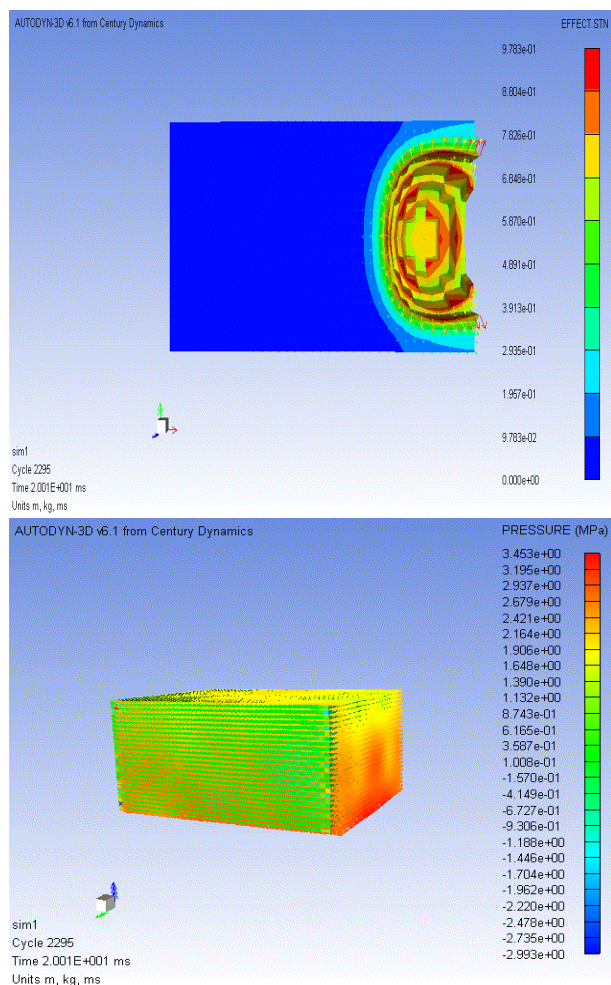 AUTODYN-3D v6.1 from Century Dynamics
EFFECT.STN
9.783e-01
8.804e-01
7.826e-01
6.848e-01
5.870e-01
4.891e-01
3.913e-01
2.935e-01
1.957e-01
9.783e-02
0.000e+00
sim1
Cycle 2295
Time 2.001E+001 ms
Units m, kg, ms
AUTODYN-3D v6.1 from Century Dynamics
PRESSURE (MPa)
3.453e+00
3.195e+00
2.937e+00
2.679e+00
2.421e+00
2.164e+00
1.906e+00
1.648e+00
1.390e+00
1.132e+00
8.743e-01
6.165e-01
3.587e-01
1.008e-01
-1.570e-01
-4.149e-01
-6.727e-01
-9.306e-01
-1.188e+00
-1.446e+00
-1.704e+00
-1.962e+00
-2.220e+00
-2.478e+00
-2.735e+00
-2.993e+00
sim1
Cycle 2295
Time 2.001E+001 ms
Units m, kg, ms